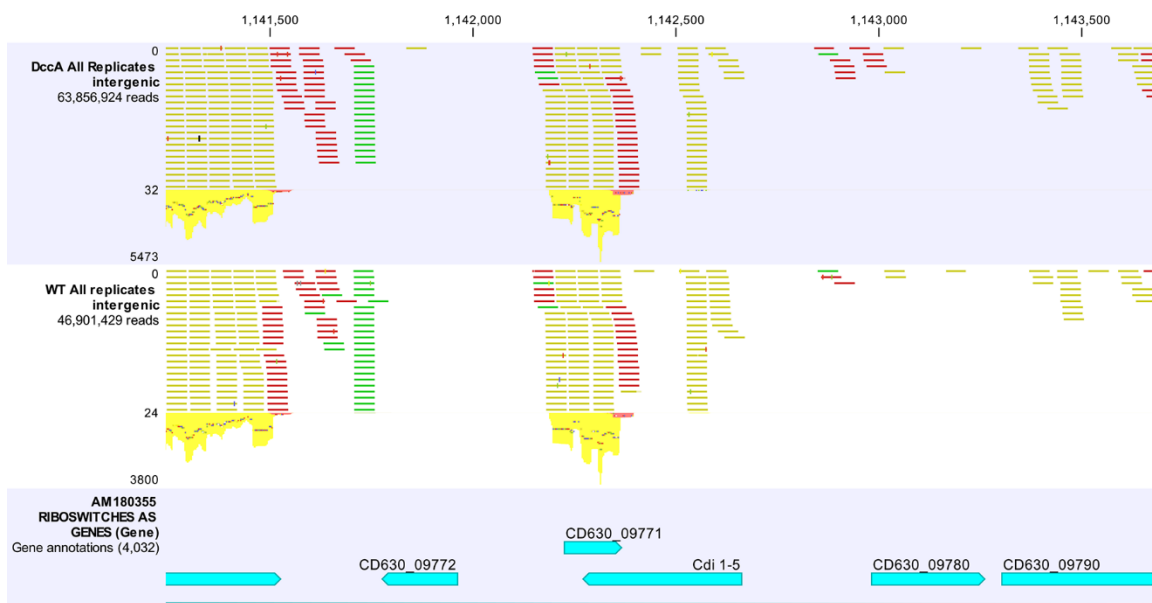 1,141,500 1,142,000 1,142,500 1,143,000 1,143,500
0
DccA All Replicates
intergenic
63,856,924 reads
32
5473
0
WT All replicates
intergenic
46,901,429 reads
24
3800
AM180355
RIBOSWITCHES AS
GENES (Gene)
Gene annotations (4,032)
CD630_09771
CD630_09772 Cdi 1-5 CD630_09780 CD630_09790